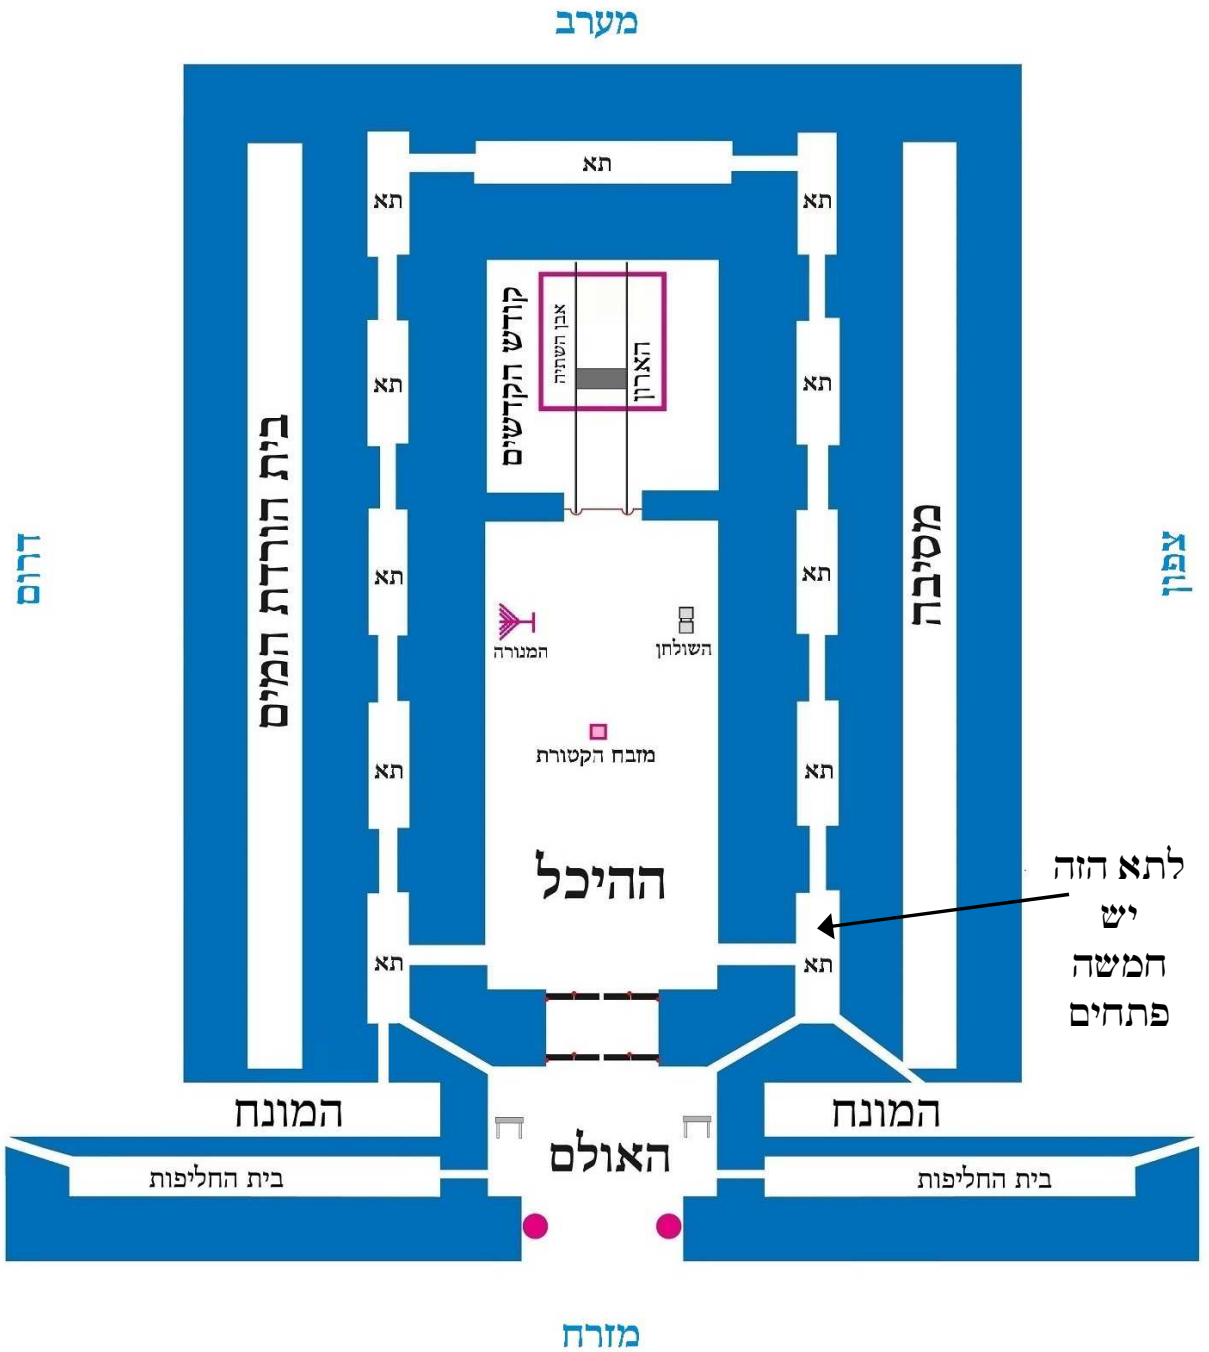 מערב
תא
תא
תא
קודש הקדשים
אבן השתיה
הארון
תא
תא
בית הורדת המים
מסיבה
דרום
צפון
תא
תא
המנורה
השולחן
מזבח הקטורת
תא
תא
ההיכל
לתא הזה
יש
חמשה
פתחים
תא
תא
המונח
המונח
האולם
בית החליפות
בית החליפות
מזרח